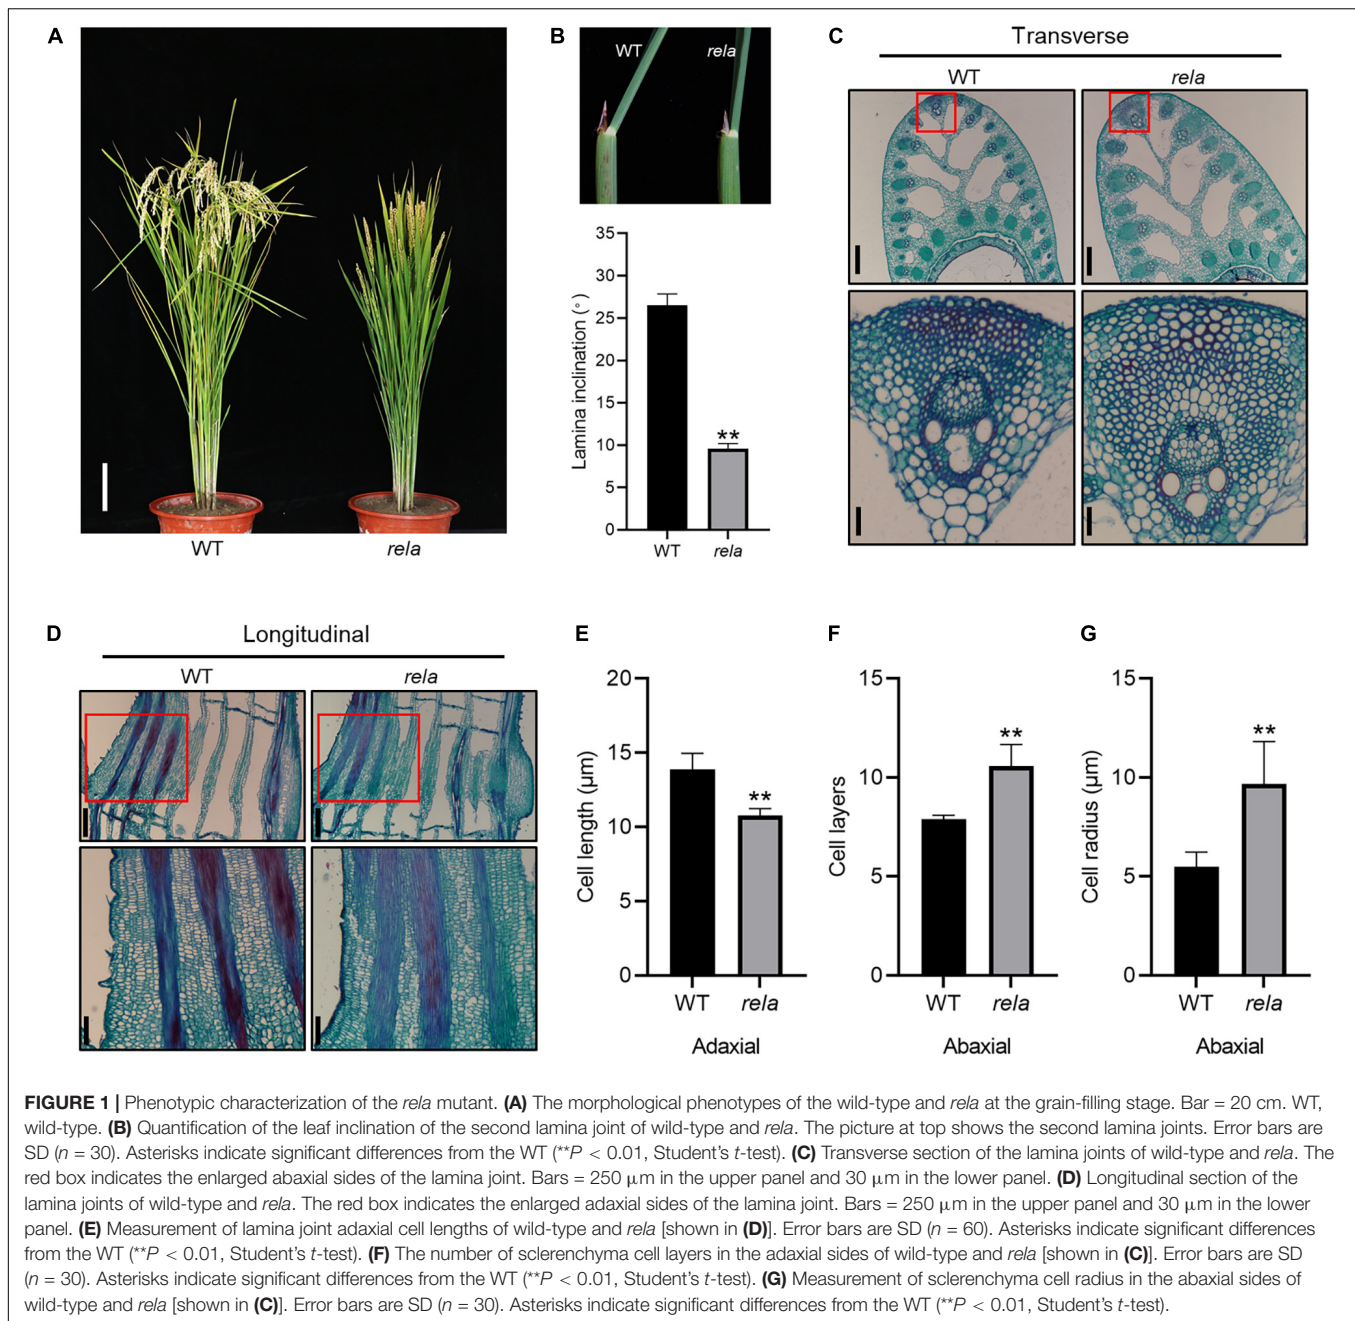 A
WT
rela
B
WT
rela
35
30
25
20
15
10
5
0
Lamina inclination (°)
**
WT
rela
C
Transverse
WT
rela
D
Longitudinal
WT
rela
E
20
15
10
5
0
Cell length (μm)
**
WT
rela
Adaxial
F
15
10
5
0
Cell layers
**
WT
rela
Abaxial
G
15
10
5
0
Cell radius (μm)
**
WT
rela
Abaxial
FIGURE 1 | Phenotypic characterization of the rela mutant. (A) The morphological phenotypes of the wild-type and rela at the grain-filling stage. Bar = 20 cm. WT,
wild-type. (B) Quantification of the leaf inclination of the second lamina joint of wild-type and rela. The picture at top shows the second lamina joints. Error bars are
SD (n = 30). Asterisks indicate significant differences from the WT (**P < 0.01, Student's t-test). (C) Transverse section of the lamina joints of wild-type and rela. The
red box indicates the enlarged abaxial sides of the lamina joint. Bars = 250 μm in the upper panel and 30 μm in the lower panel. (D) Longitudinal section of the
lamina joints of wild-type and rela. The red box indicates the enlarged adaxial sides of the lamina joint. Bars = 250 μm in the upper panel and 30 μm in the lower
panel. (E) Measurement of lamina joint adaxial cell lengths of wild-type and rela [shown in (D)]. Error bars are SD (n = 60). Asterisks indicate significant differences
from the WT (**P < 0.01, Student's t-test). (F) The number of sclerenchyma cell layers in the adaxial sides of wild-type and rela [shown in (C)]. Error bars are SD
(n = 30). Asterisks indicate significant differences from the WT (**P < 0.01, Student's t-test). (G) Measurement of sclerenchyma cell radius in the abaxial sides of
wild-type and rela [shown in (C)]. Error bars are SD (n = 30). Asterisks indicate significant differences from the WT (**P < 0.01, Student's t-test).